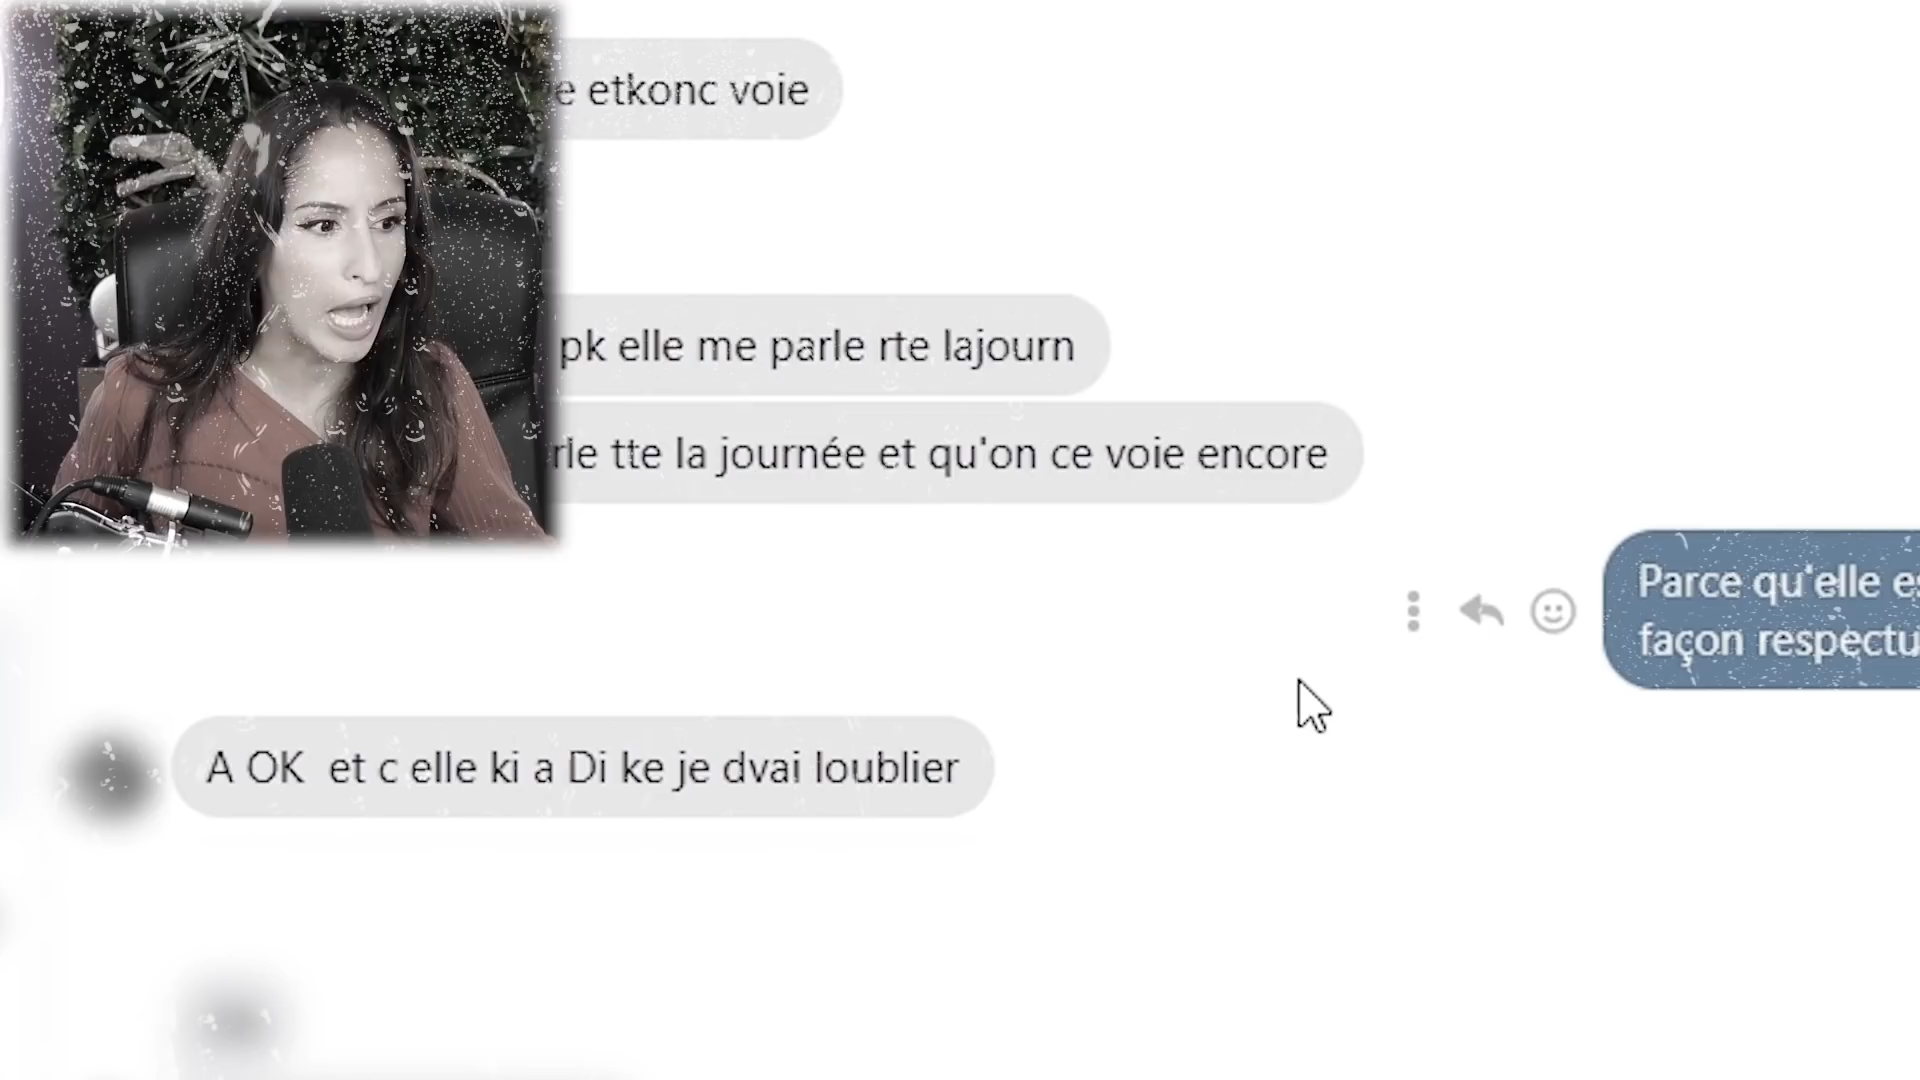 e etkonc voie
pk elle me parle rte lajourn
rle tte la journée et qu'on ce voie encore
Parce qu'elle es
façon respectu
A OK et c elle ki a Di ke je dvai loublier